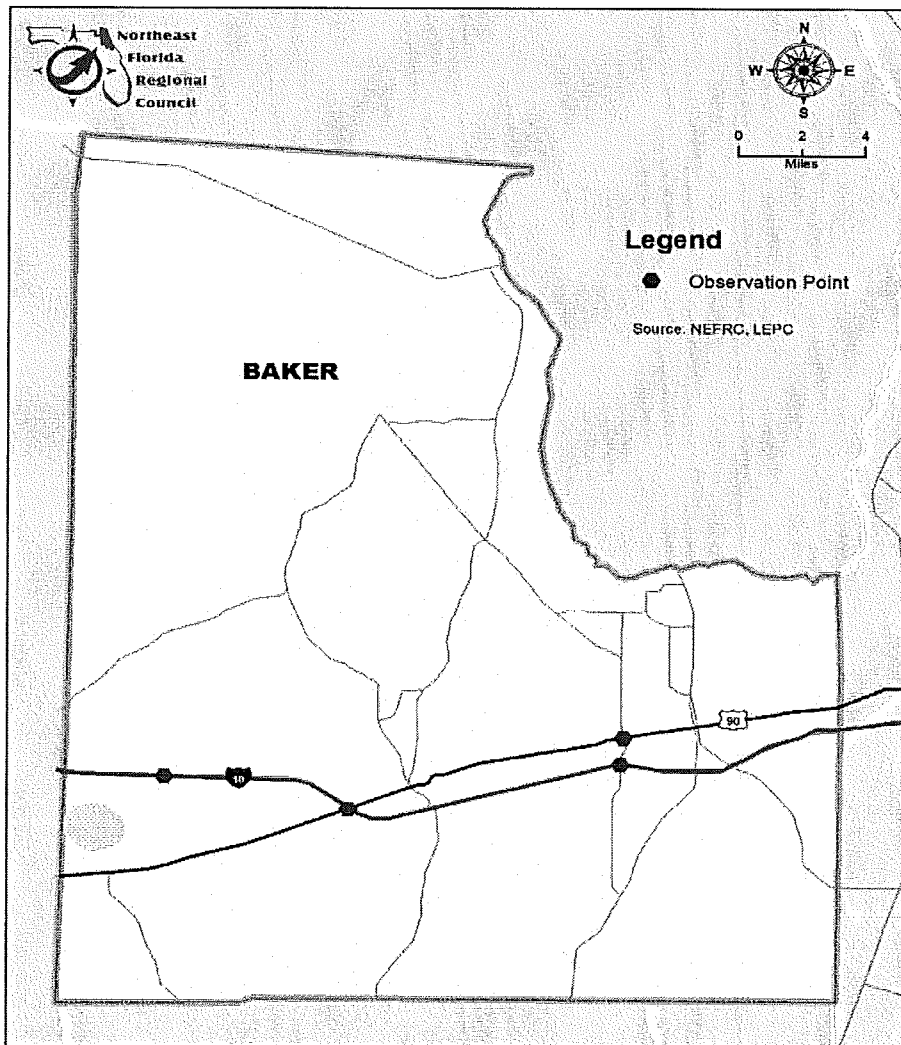 Northeast
Florida
Regional
Council
N
W E
S
0 2 4
Miles
Legend
Observation Point
Source: NEFRC, LEPC
BAKER
90
10